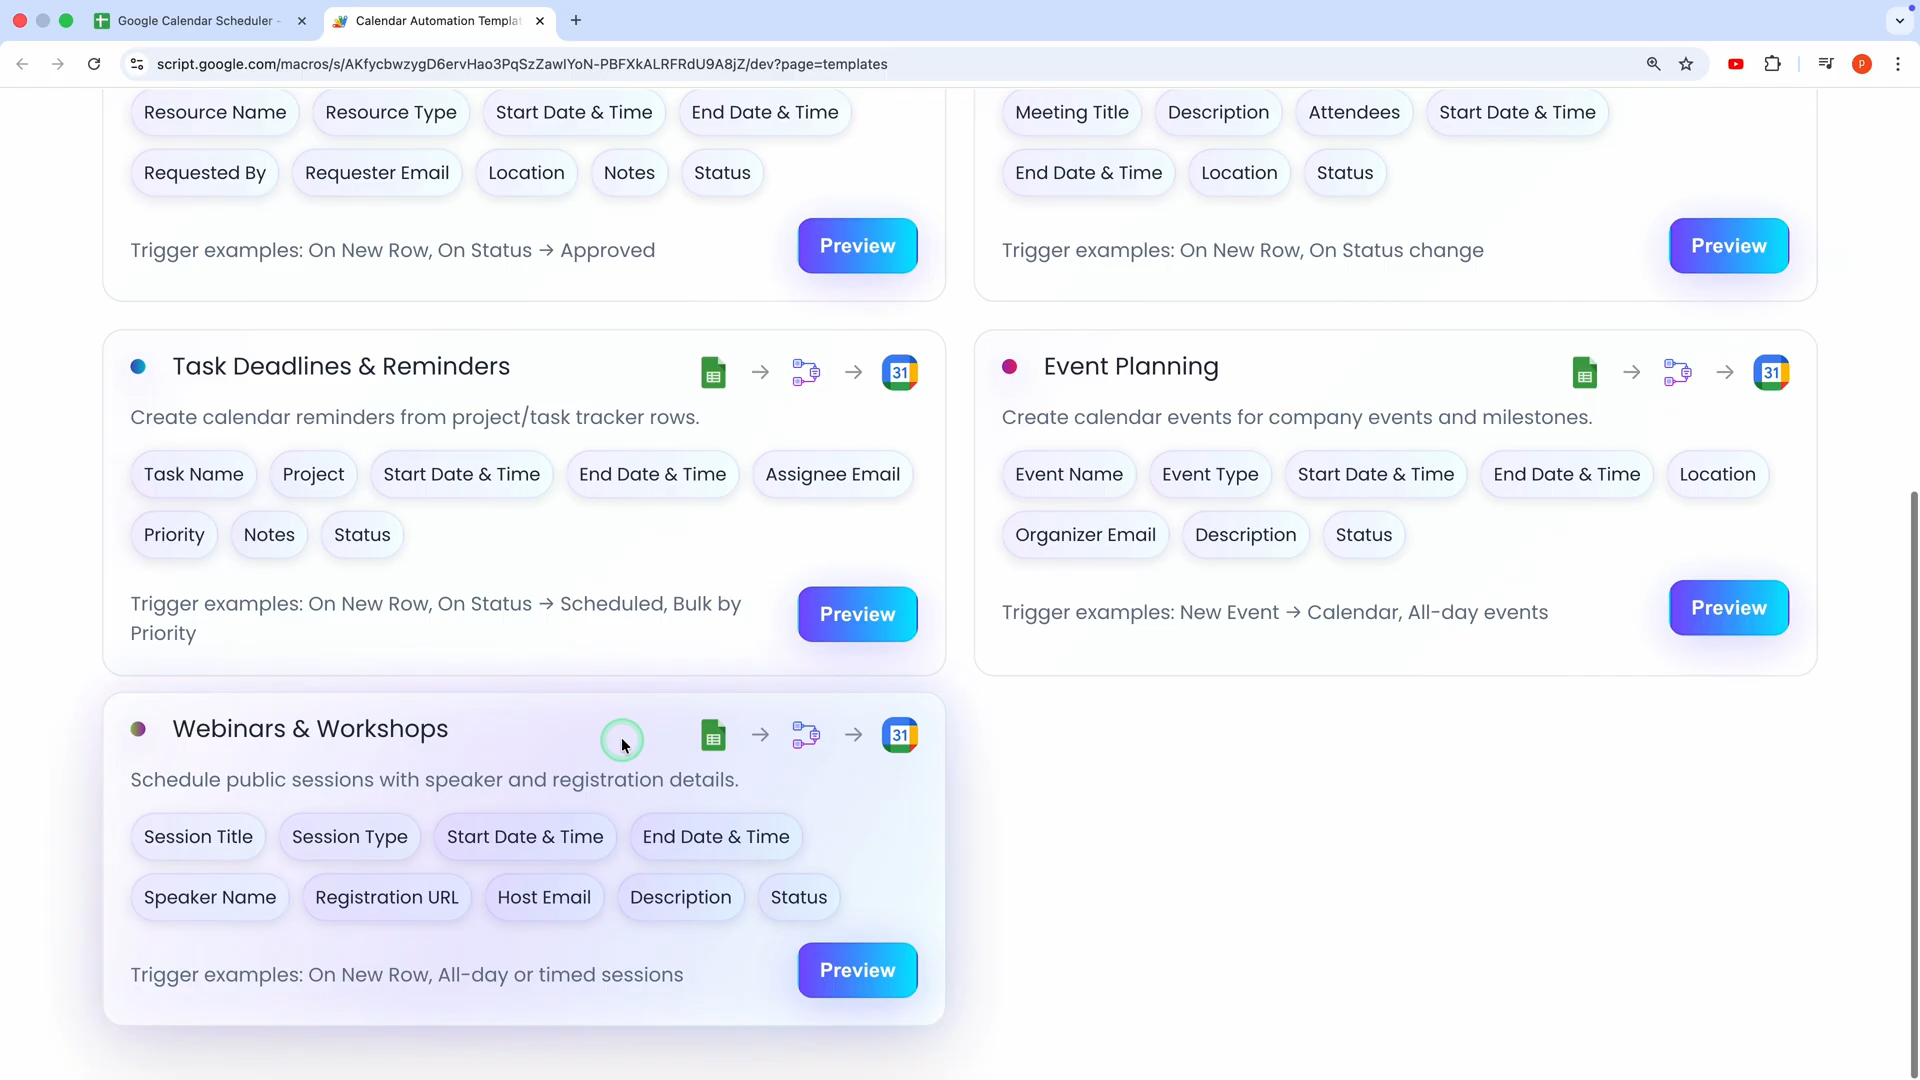 Google Calendar Scheduler -
Calendar Automation Templat
script.google.com/macros/s/AKfycbwzygD6ervHao3PqSzZawIYoN-PBFXkALRFRdU9A8jZ/dev?page=templates
p
Resource Name Resource Type Start Date & Time End Date & Time
Requested By Requester Email Location Notes Status
Trigger examples: On New Row, On Status → Approved
Preview
Meeting Title Description Attendees Start Date & Time
End Date & Time Location Status
Trigger examples: On New Row, On Status change
Preview
Task Deadlines & Reminders
31
Create calendar reminders from project/task tracker rows.
Task Name Project Start Date & Time End Date & Time Assignee Email
Priority Notes Status
Trigger examples: On New Row, On Status → Scheduled, Bulk by
Priority
Preview
Event Planning
31
Create calendar events for company events and milestones.
Event Name Event Type Start Date & Time End Date & Time Location
Organizer Email Description Status
Trigger examples: New Event → Calendar, All-day events
Preview
Webinars & Workshops
31
Schedule public sessions with speaker and registration details.
Session Title Session Type Start Date & Time End Date & Time
Speaker Name Registration URL Host Email Description Status
Trigger examples: On New Row, All-day or timed sessions
Preview